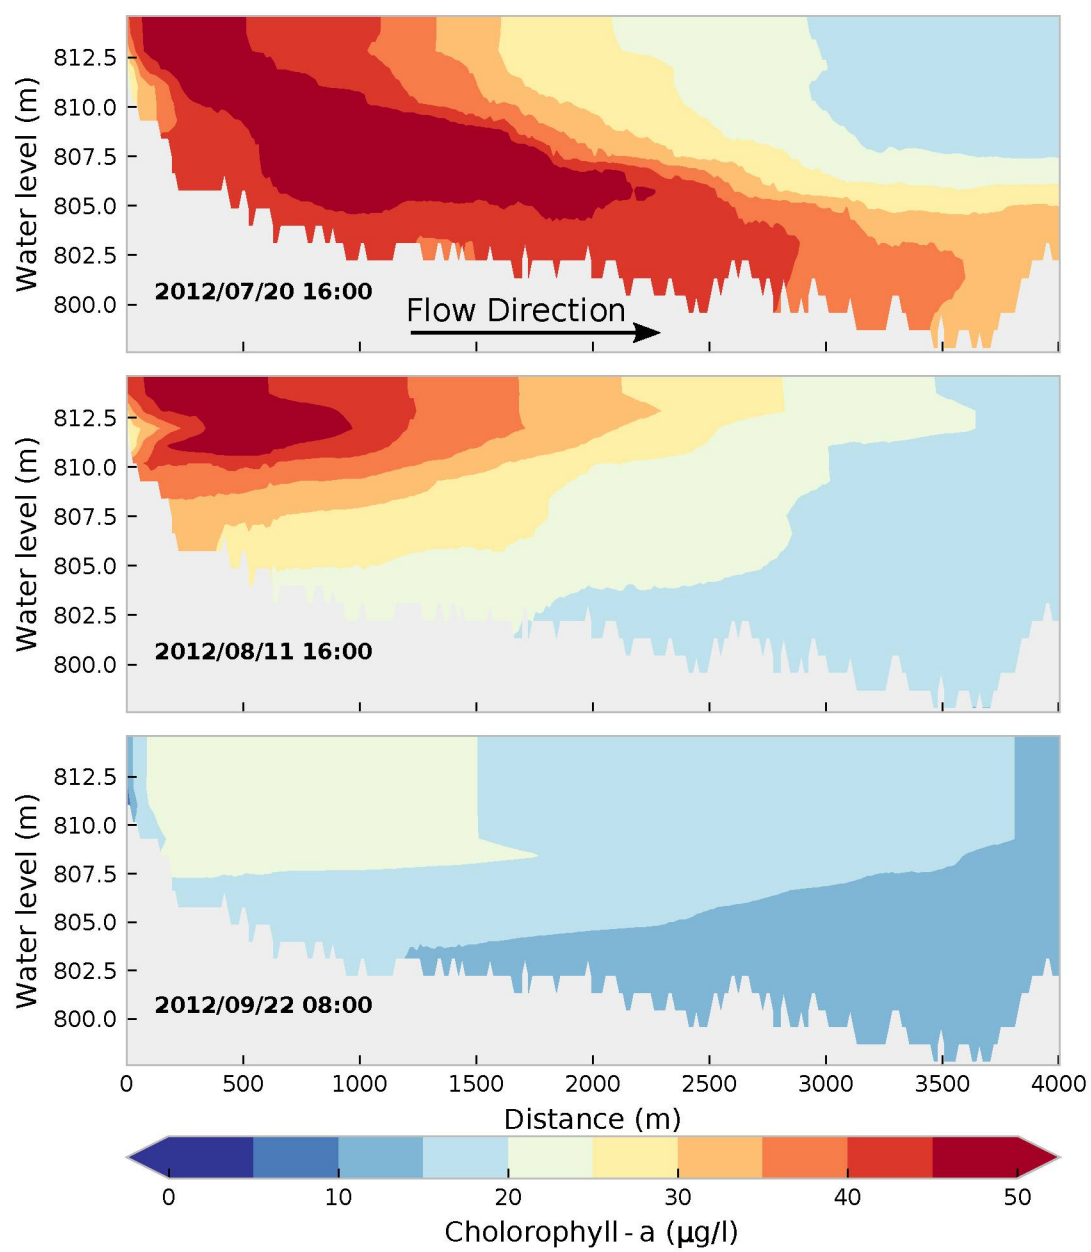 812.5
810.0
807.5
805.0
802.5
800.0
Water level (m)
2012/07/20 16:00
Flow Direction
812.5
810.0
807.5
805.0
802.5
800.0
Water level (m)
2012/08/11 16:00
812.5
810.0
807.5
805.0
802.5
800.0
Water level (m)
2012/09/22 08:00
0 500 1000 1500 2000 2500 3000 3500 4000
Distance (m)
0 10 20 30 40 50
Cholorophyll - a (μg/l)